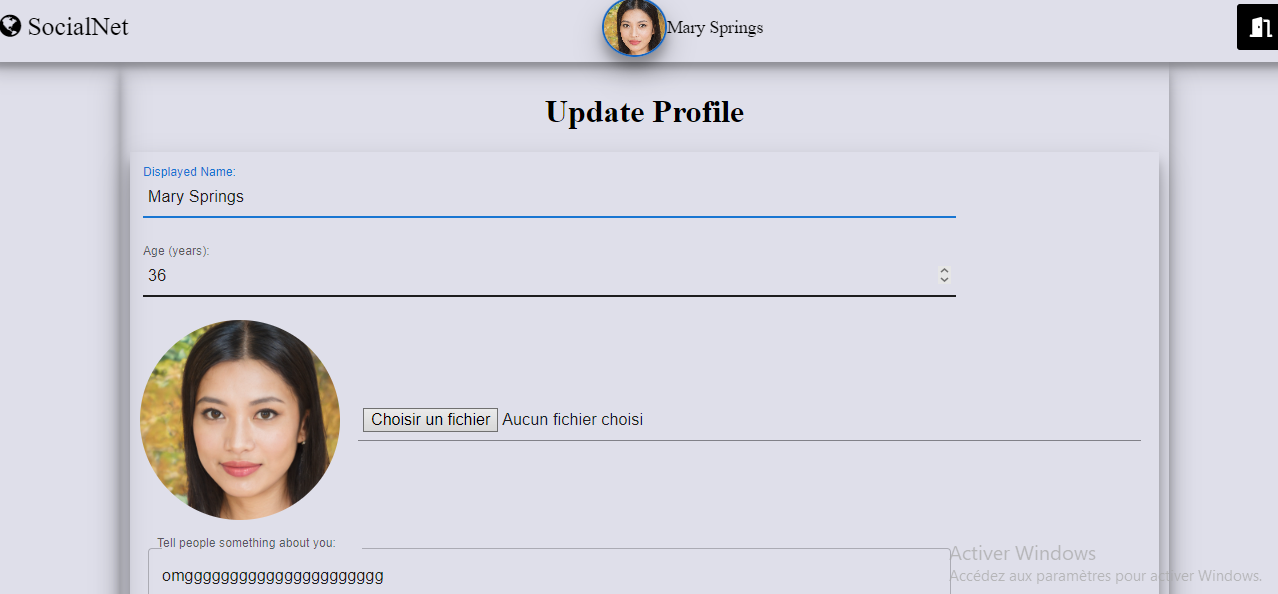 SocialNet
Mary Springs
Update Profile
Displayed Name:
Mary Springs
Age (years):
36
Choisir un fichier Aucun fichier choisi
Tell people something about you:
omgggggggggggggggggggggg
Activer Windows
Accédez aux paramètres pour activer Windows.